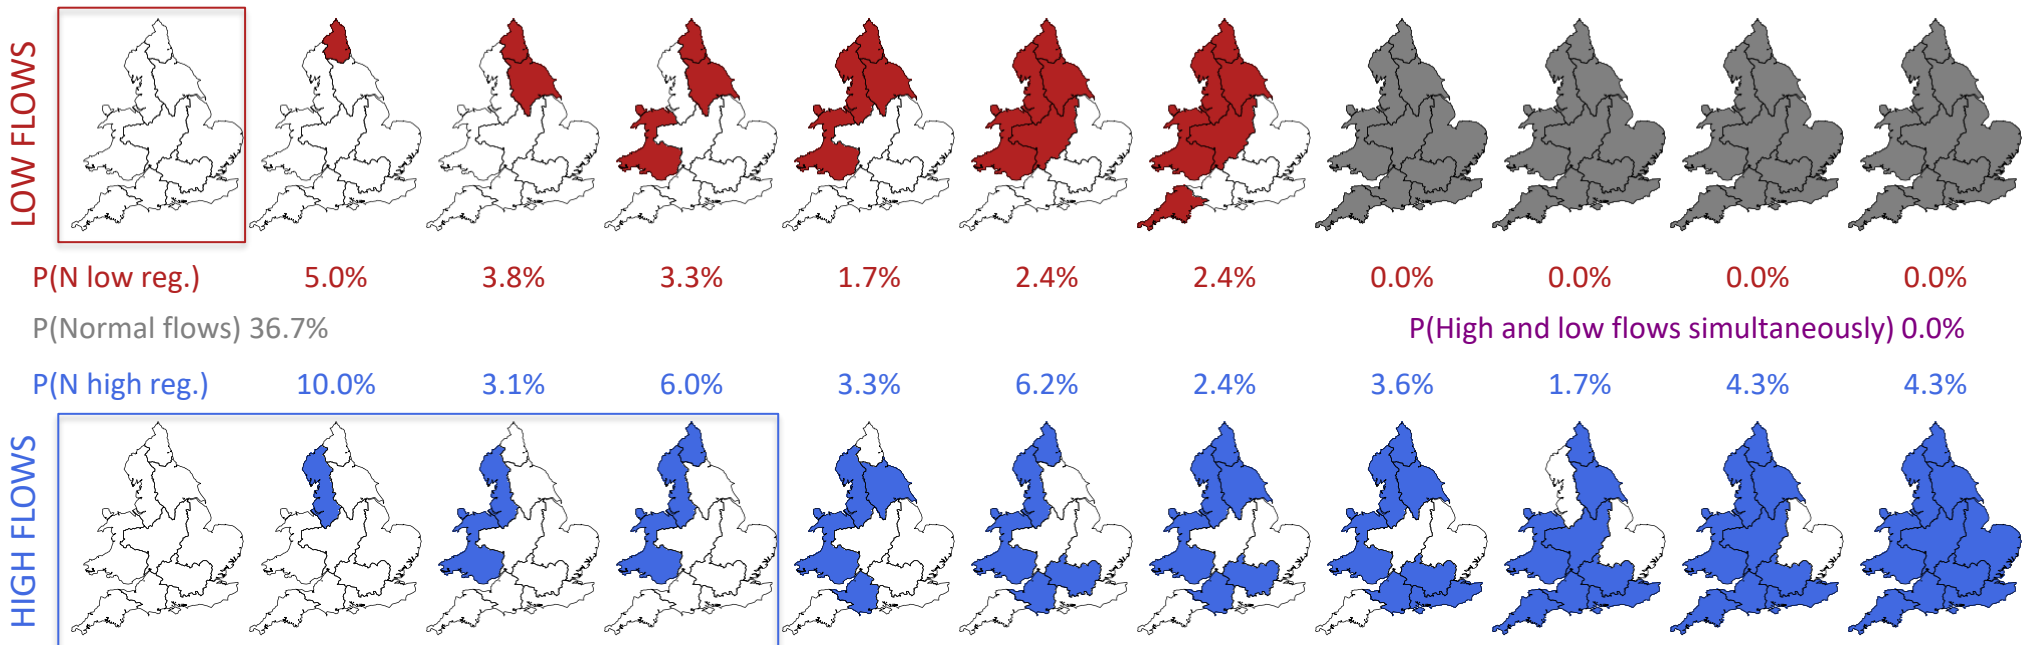 LOW FLOWS
P(N low reg.) 5.0% 3.8% 3.3% 1.7% 2.4% 2.4% 0.0% 0.0% 0.0% 0.0%
P(Normal flows) 36.7% P(High and low flows simultaneously) 0.0%
P(N high reg.) 10.0% 3.1% 6.0% 3.3% 6.2% 2.4% 3.6% 1.7% 4.3% 4.3%
HIGH FLOWS